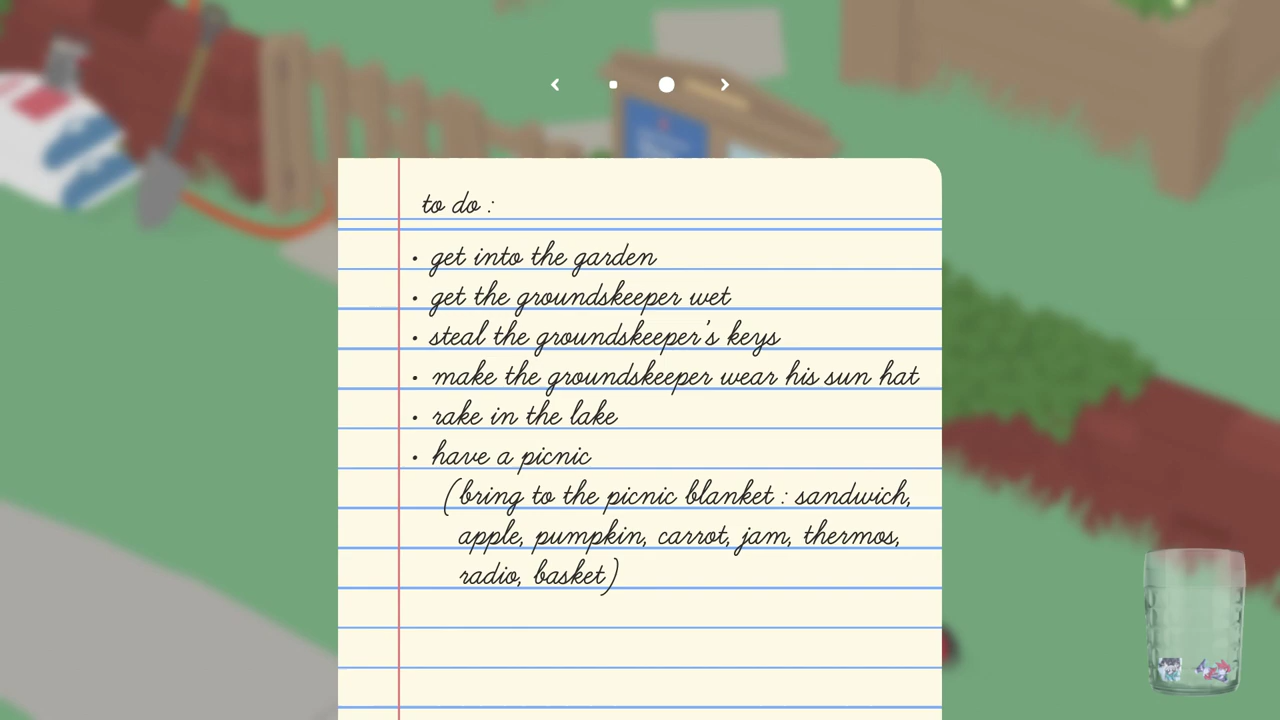 to do :
• get into the garden
• get the groundskeeper wet
• steal the groundskeeper's keys
• make the groundskeeper wear his sun hat
• rake in the lake
• have a picnic
(bring to the picnic blanket : sandwich,
apple, pumpkin, carrot, jam, thermos,
radio, basket)